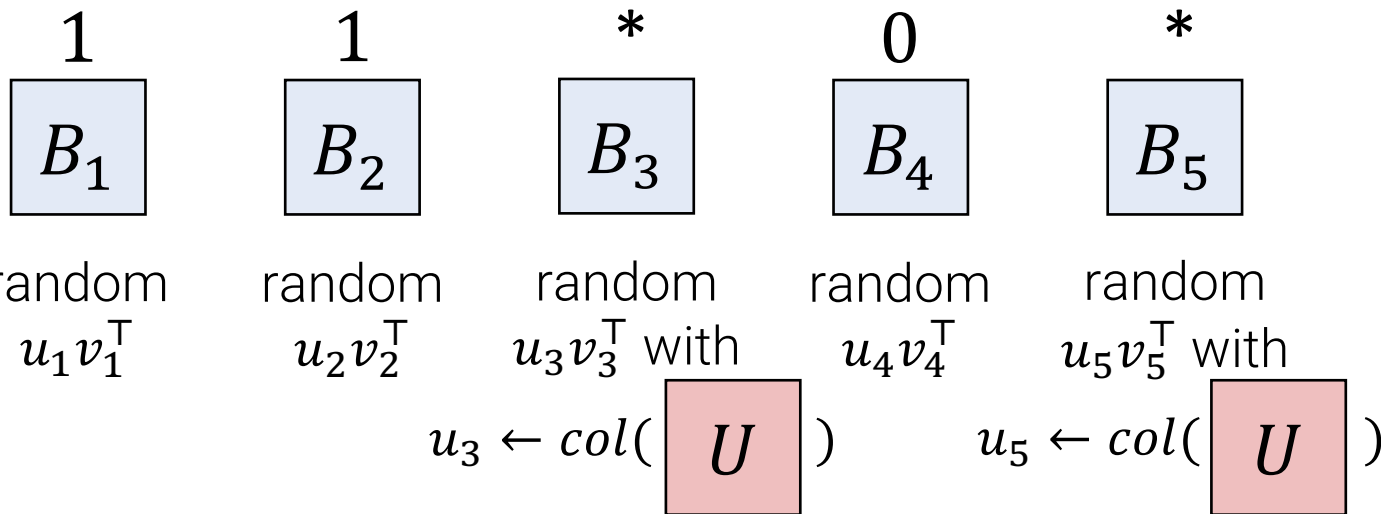 1 1 * 0 *
B₁ B₂ B₃ B₄ B₅
random random random random random
u₁v₁ᵀ u₂v₂ᵀ u₃v₃ᵀ with u₄v₄ᵀ u₅v₅ᵀ with
u₃ ← col( U ) u₅ ← col( U )